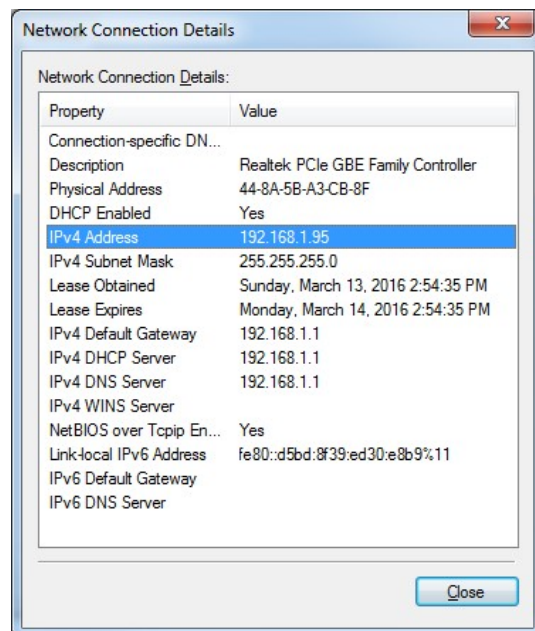 Network Connection Details
Network Connection Details:
Property Value
Connection-specific DN...
Description Realtek PCIe GBE Family Controller
Physical Address 44-8A-5B-A3-CB-8F
DHCP Enabled Yes
IPv4 Address 192.168.1.95
IPv4 Subnet Mask 255.255.255.0
Lease Obtained Sunday, March 13, 2016 2:54:35 PM
Lease Expires Monday, March 14, 2016 2:54:35 PM
IPv4 Default Gateway 192.168.1.1
IPv4 DHCP Server 192.168.1.1
IPv4 DNS Server 192.168.1.1
IPv4 WINS Server
NetBIOS over Tcpip En... Yes
Link-local IPv6 Address fe80::d5bd:8f39:ed30:e8b9%11
IPv6 Default Gateway
IPv6 DNS Server
Close